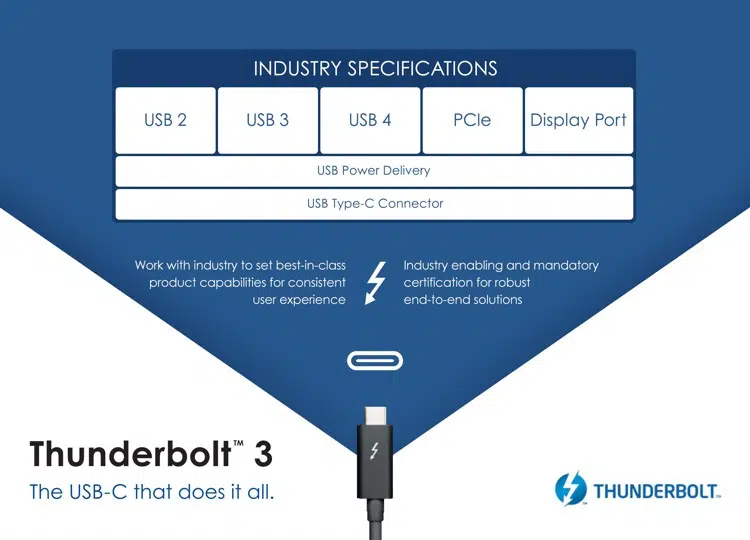 INDUSTRY SPECIFICATIONS
USB 2
USB 3
USB 4
PCIe
Display Port
USB Power Delivery
USB Type-C Connector
Work with industry to set best-in-class
product capabilities for consistent
user experience
Industry enabling and mandatory
certification for robust
end-to-end solutions
Thunderbolt™ 3
The USB-C that does it all.
THUNDERBOLT™